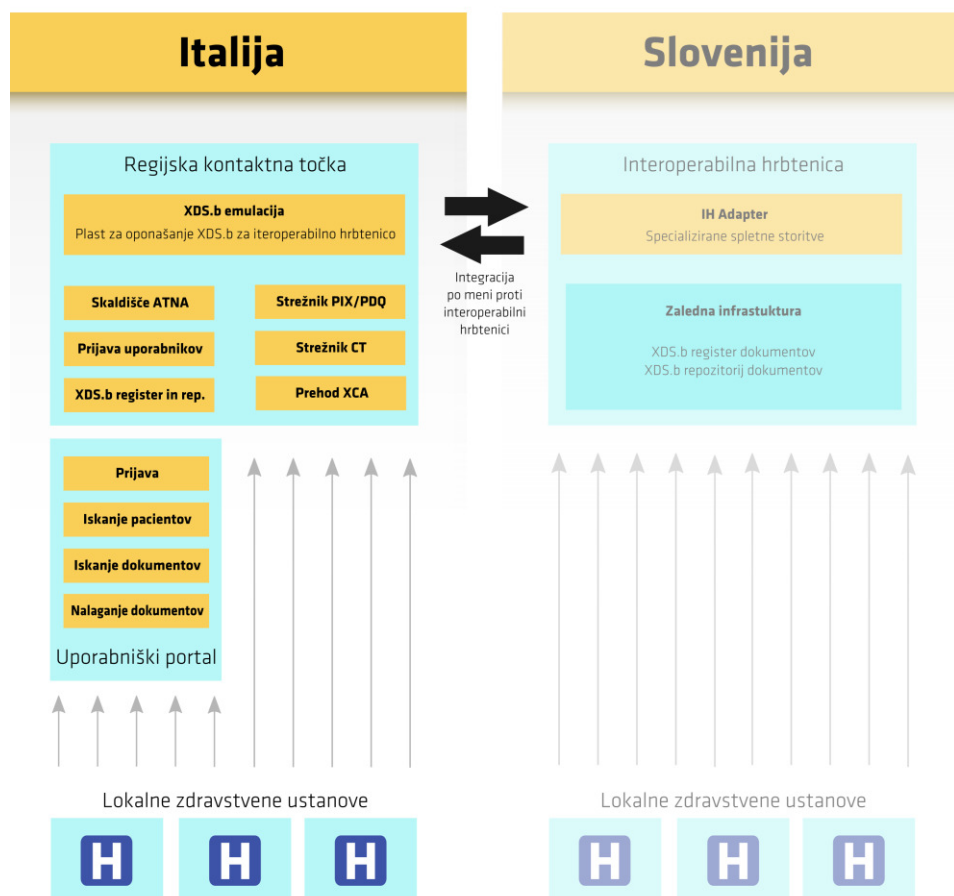 Italija
Regijska kontaktna točka
XDS.b emulacija
Plast za oponašanje XDS.b za iteroperabilno hrbtenico
Skaldišče ATNA
Strežnik PIX/PDQ
Prijava uporabnikov
Strežnik CT
XDS.b register in rep.
Prehod XCA
Prijava
Iskanje pacientov
Iskanje dokumentov
Nalaganje dokumentov
Uporabniški portal
Lokalne zdravstvene ustanove
H
H
H
Integracija
po meni proti
interoperabilni
hrbtenici
Slovenija
Interoperabilna hrbtenica
IH Adapter
Specializirane spletne storitve
Zaledna infrastuktura
XDS.b register dokumentov
XDS.b repozitorij dokumentov
Lokalne zdravstvene ustanove
H
H
H